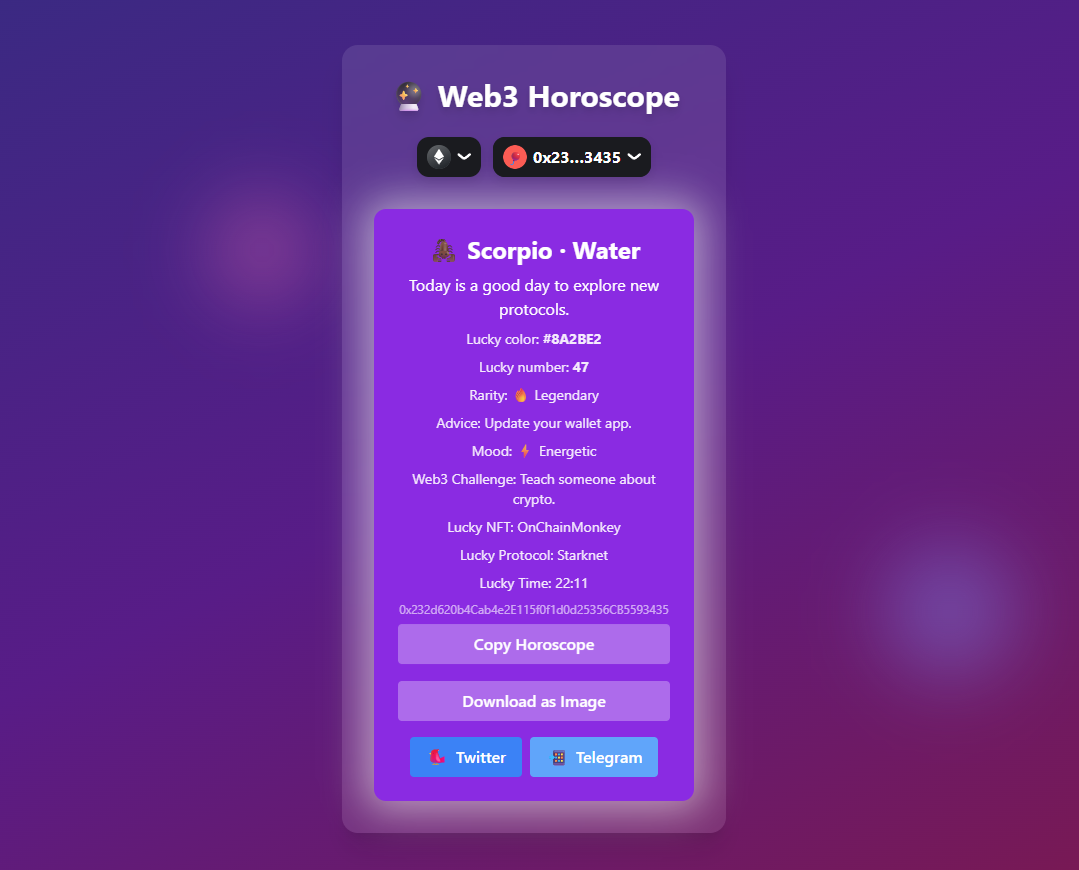 Web3 Horoscope
0x23...3435
Scorpio · Water
Today is a good day to explore new
protocols.
Lucky color: #8A2BE2
Lucky number: 47
Rarity: 🔥 Legendary
Advice: Update your wallet app.
Mood: ⚡ Energetic
Web3 Challenge: Teach someone about
crypto.
Lucky NFT: OnChainMonkey
Lucky Protocol: Starknet
Lucky Time: 22:11
0x232d620b4Cab4e2E115f0f1d0d25356CB5593435
Copy Horoscope
Download as Image
Twitter
Telegram